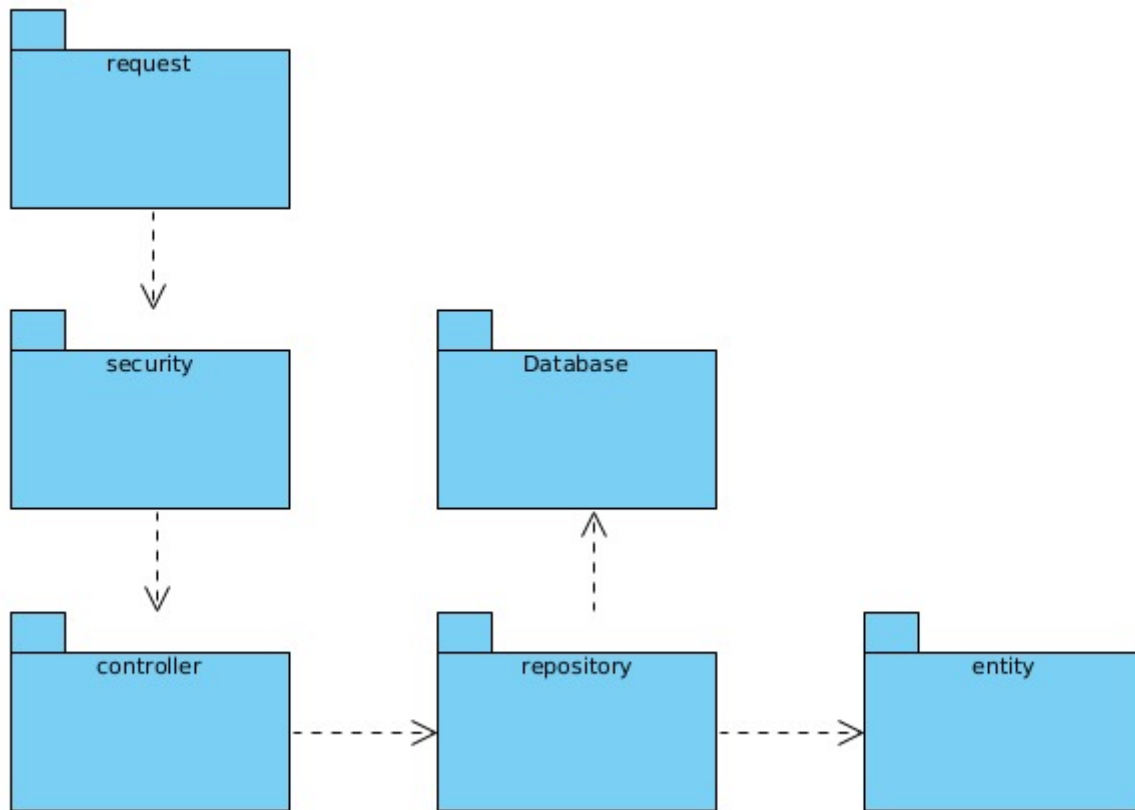 request
security
Database
controller
repository
entity